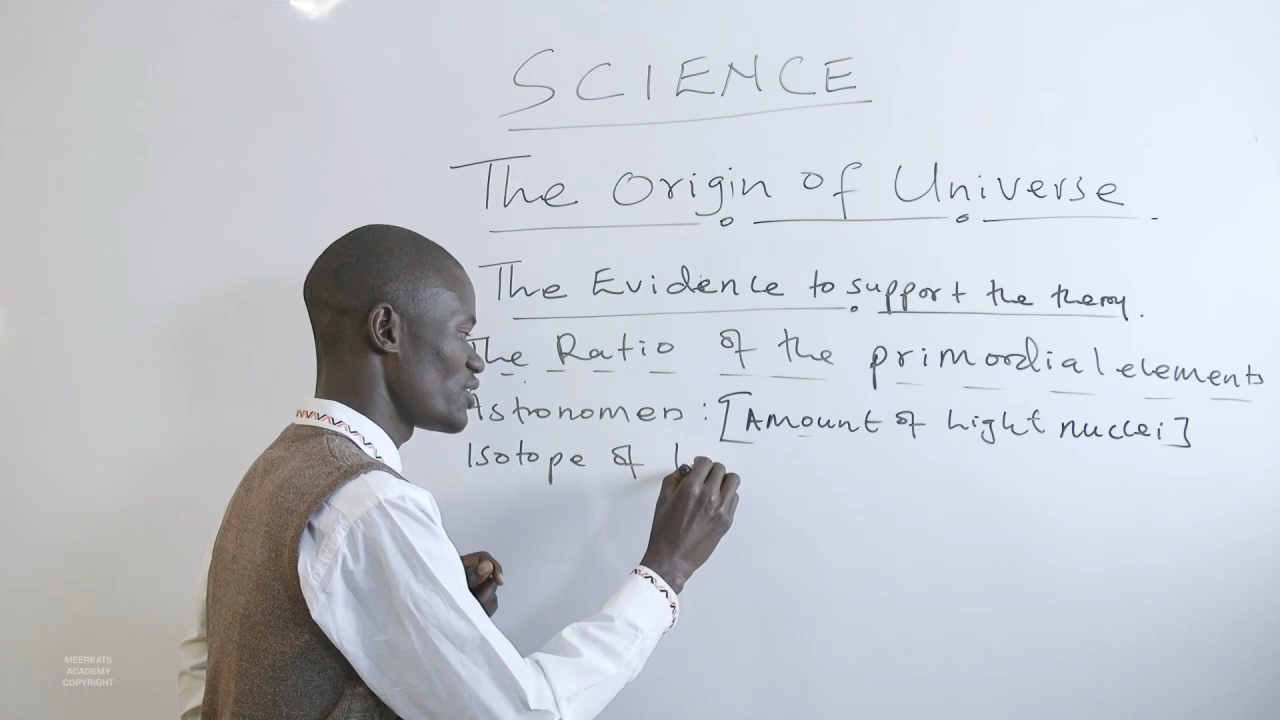 SCIENCE
The Origin of Universe
The Evidence to support the theory.
The Ratio of the primordial elements
Astronomers : [Amount of Light nuclei]
Isotope of
MEERKATS
ACADEMY
COPYRIGHT